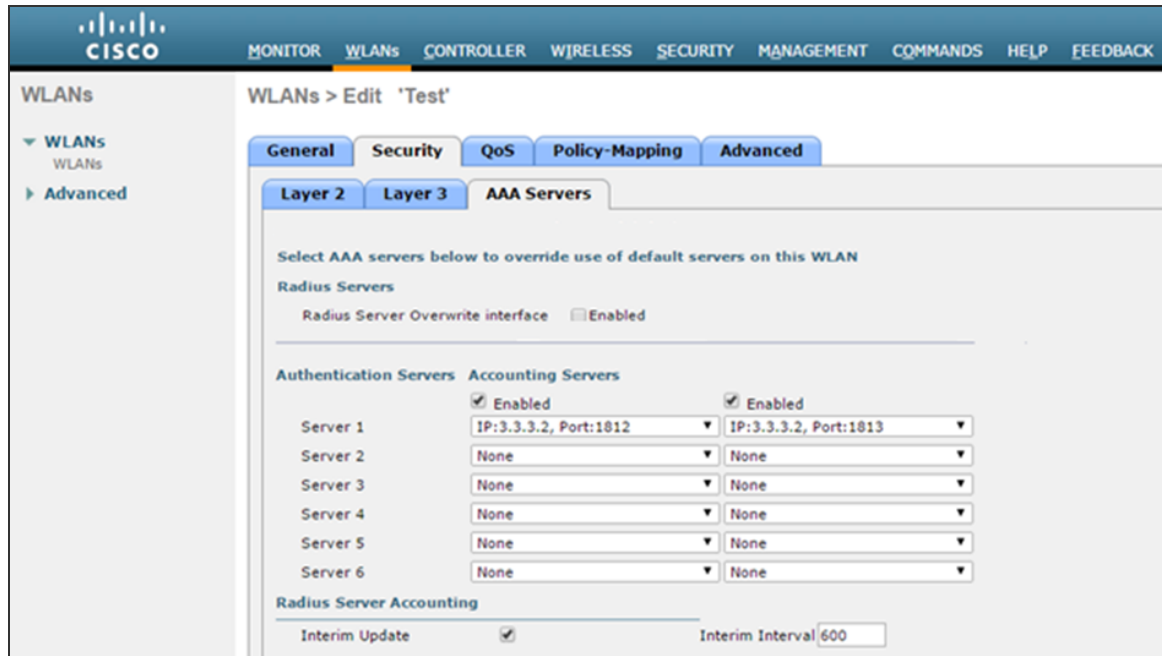 CISCO
MONITOR WLANs CONTROLLER WIRELESS SECURITY MANAGEMENT COMMANDS HELP FEEDBACK
WLANs
WLANs
WLANs
Advanced
WLANs > Edit 'Test'
General Security QoS Policy-Mapping Advanced
Layer 2 Layer 3 AAA Servers
Select AAA servers below to override use of default servers on this WLAN
Radius Servers
Radius Server Overwrite interface Enabled
Authentication Servers Accounting Servers
Enabled Enabled
Server 1 IP:3.3.3.2, Port:1812 IP:3.3.3.2, Port:1813
Server 2 None None
Server 3 None None
Server 4 None None
Server 5 None None
Server 6 None None
Radius Server Accounting
Interim Update Interim Interval 600